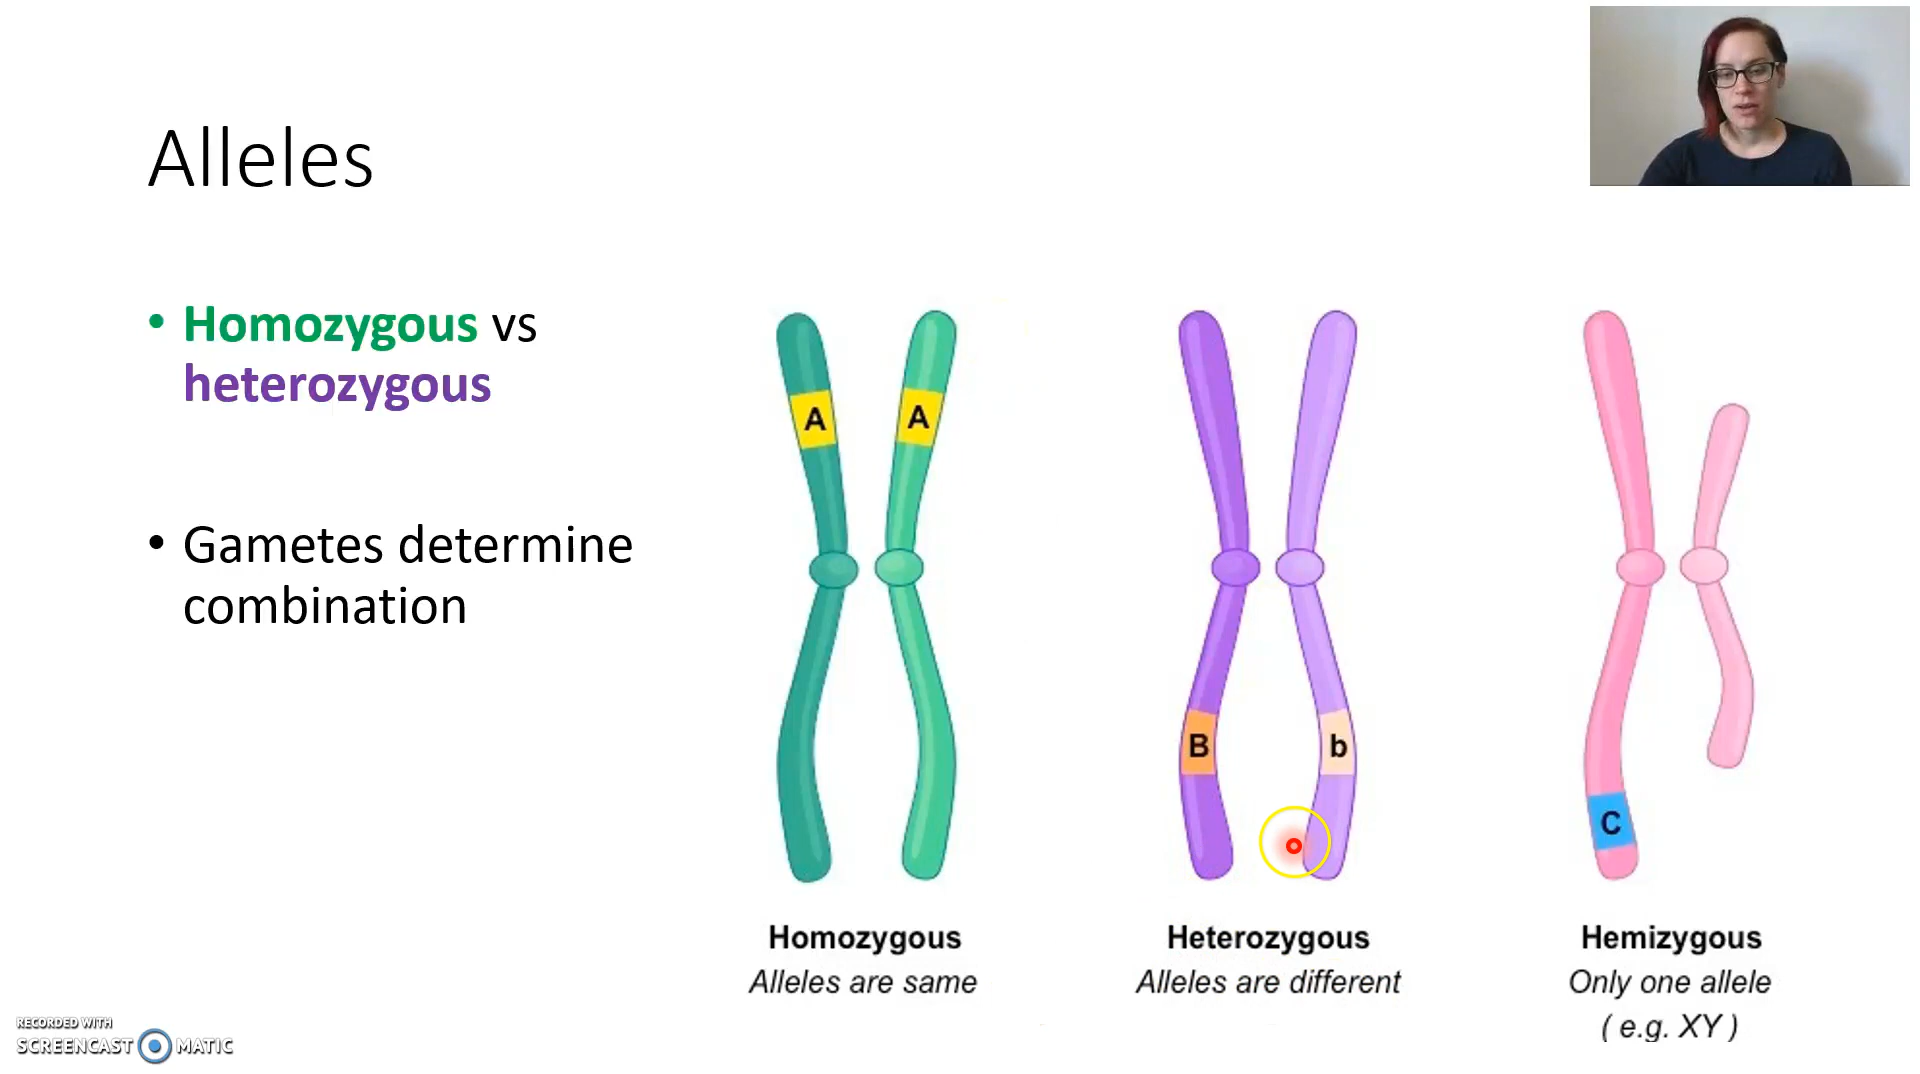 Alleles
• Homozygous vs
heterozygous
• Gametes determine
combination
A A
B b
C
Homozygous
Alleles are same
Heterozygous
Alleles are different
Hemizygous
Only one allele
( e.g. XY )
RECORDED WITH
SCREENCAST MATIC